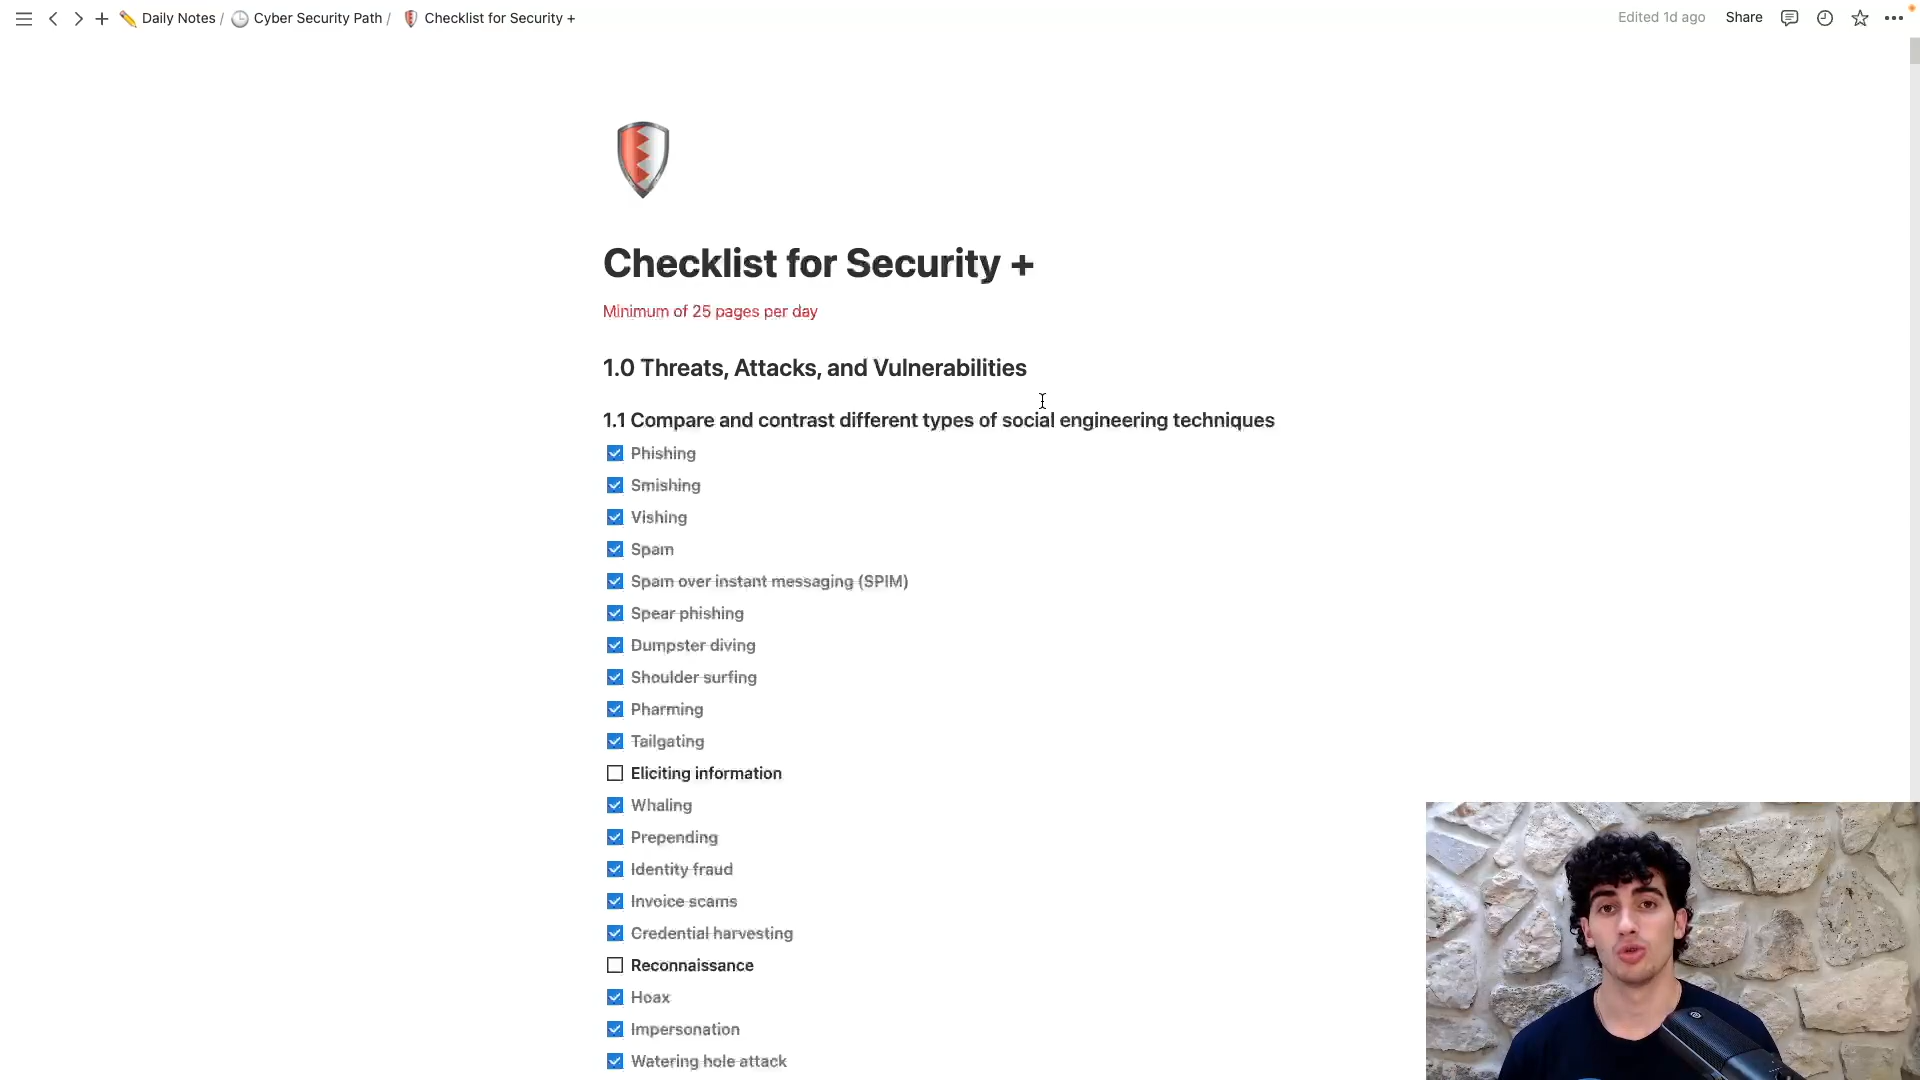 Daily Notes / Cyber Security Path / Checklist for Security +
Edited 1d ago Share
Checklist for Security +
Minimum of 25 pages per day
1.0 Threats, Attacks, and Vulnerabilities
1.1 Compare and contrast different types of social engineering techniques
Phishing
Smishing
Vishing
Spam
Spam over instant messaging (SPIM)
Spear phishing
Dumpster diving
Shoulder surfing
Pharming
Tailgating
Eliciting information
Whaling
Prepending
Identity fraud
Invoice scams
Credential harvesting
Reconnaissance
Hoax
Impersonation
Watering hole attack